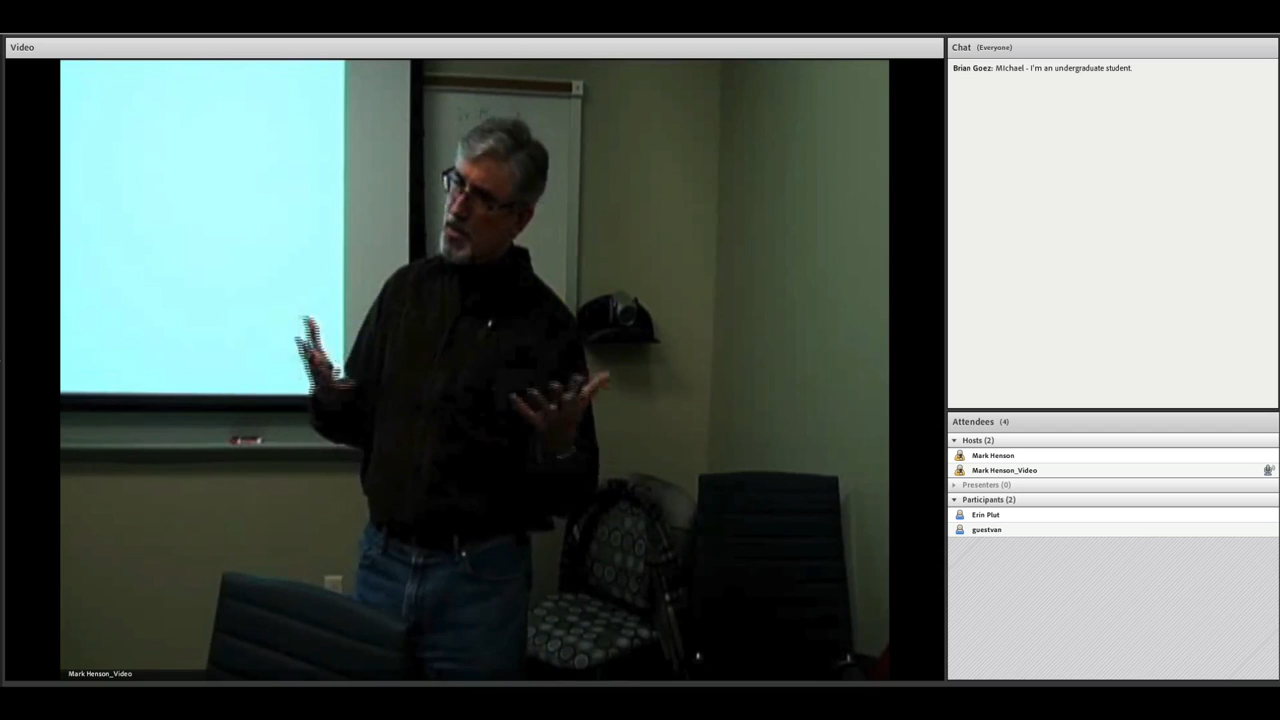 Video
Chat (Everyone)
Brian Goez: MIchael - I'm an undergraduate student.
Attendees (4)
Hosts (2)
Mark Henson
Mark Henson_Video
Presenters (0)
Participants (2)
Erin Plut
guestvan
Mark Henson_Video